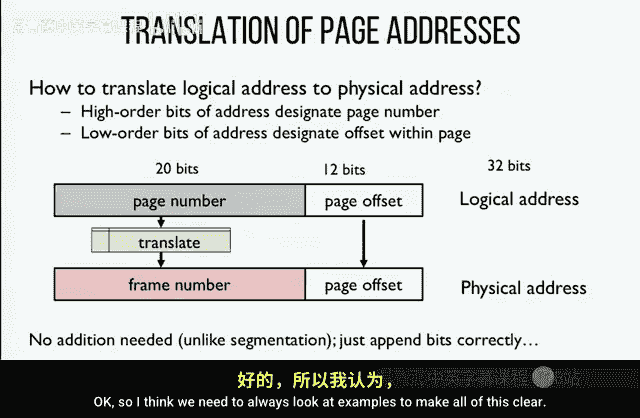 TRANSLATION OF PAGE ADDRESSES
How to translate logical address to physical address?
– High-order bits of address designate page number
– Low-order bits of address designate offset within page
20 bits 12 bits 32 bits
page number page offset Logical address
translate
frame number page offset Physical address
No addition needed (unlike segmentation); just append bits correctly…
好的，所以我认为，
OK, so I think we need to always look at examples to make all of this clear.